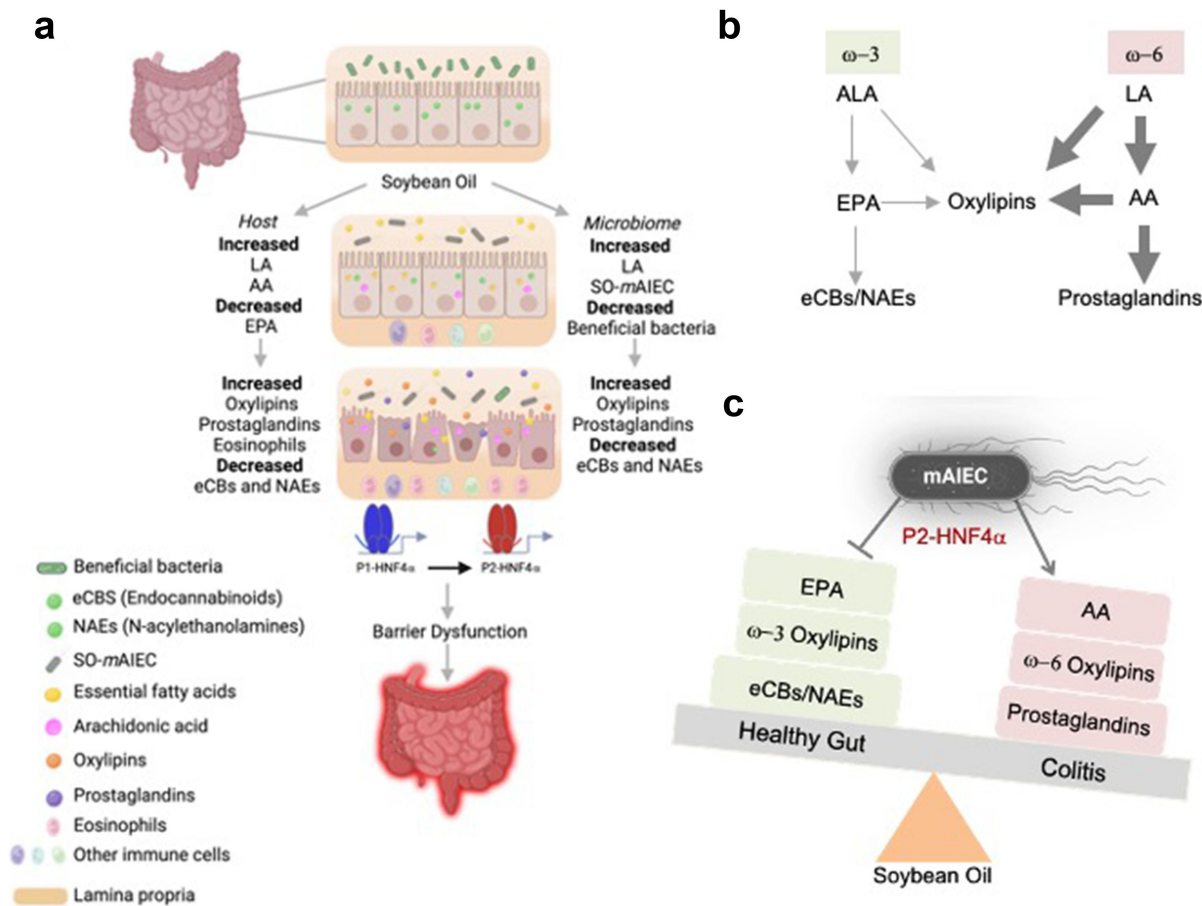 a
Soybean Oil
Host
Increased
LA
AA
Decreased
EPA
Increased
Oxylipins
Prostaglandins
Eosinophils
Decreased
eCBs and NAEs
Microbiome
Increased
LA
SO-mAIEC
Decreased
Beneficial bacteria
Increased
Oxylipins
Prostaglandins
Decreased
eCBs and NAEs
P1-HNF4α
P2-HNF4α
Barrier Dysfunction
Beneficial bacteria
eCBS (Endocannabinoids)
NAEs (N-acylethanolamines)
SO-mAIEC
Essential fatty acids
Arachidonic acid
Oxylipins
Prostaglandins
Eosinophils
Other immune cells
Lamina propria
b
ω–3
ω–6
ALA
LA
EPA
Oxylipins
AA
eCBs/NAEs
Prostaglandins
c
mAIEC
P2-HNF4α
EPA
ω–3 Oxylipins
eCBs/NAEs
Healthy Gut
AA
ω–6 Oxylipins
Prostaglandins
Colitis
Soybean Oil